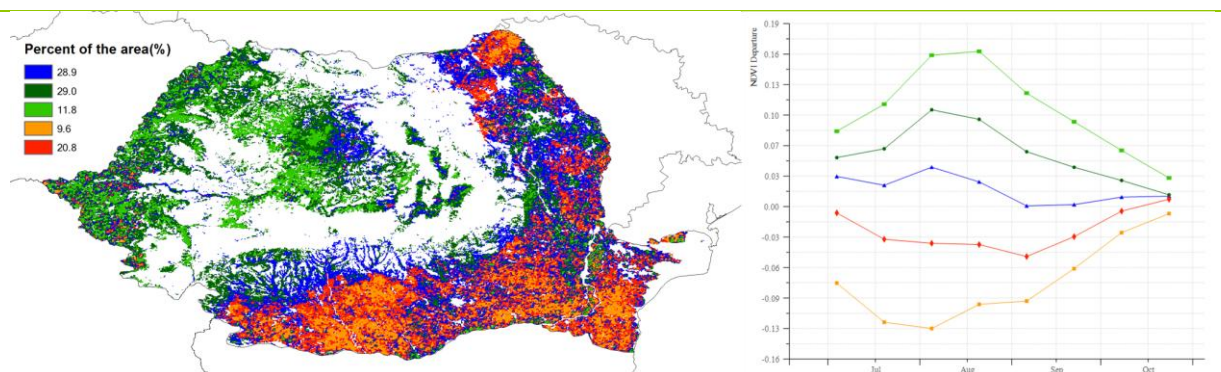 Percent of the area(%)
28.9
29.0
11.8
9.6
20.8
NDVI Departure
0.19
0.16
0.13
0.10
0.07
0.03
0.00
-0.03
-0.06
-0.09
-0.13
-0.16
Jul
Aug
Sep
Oct